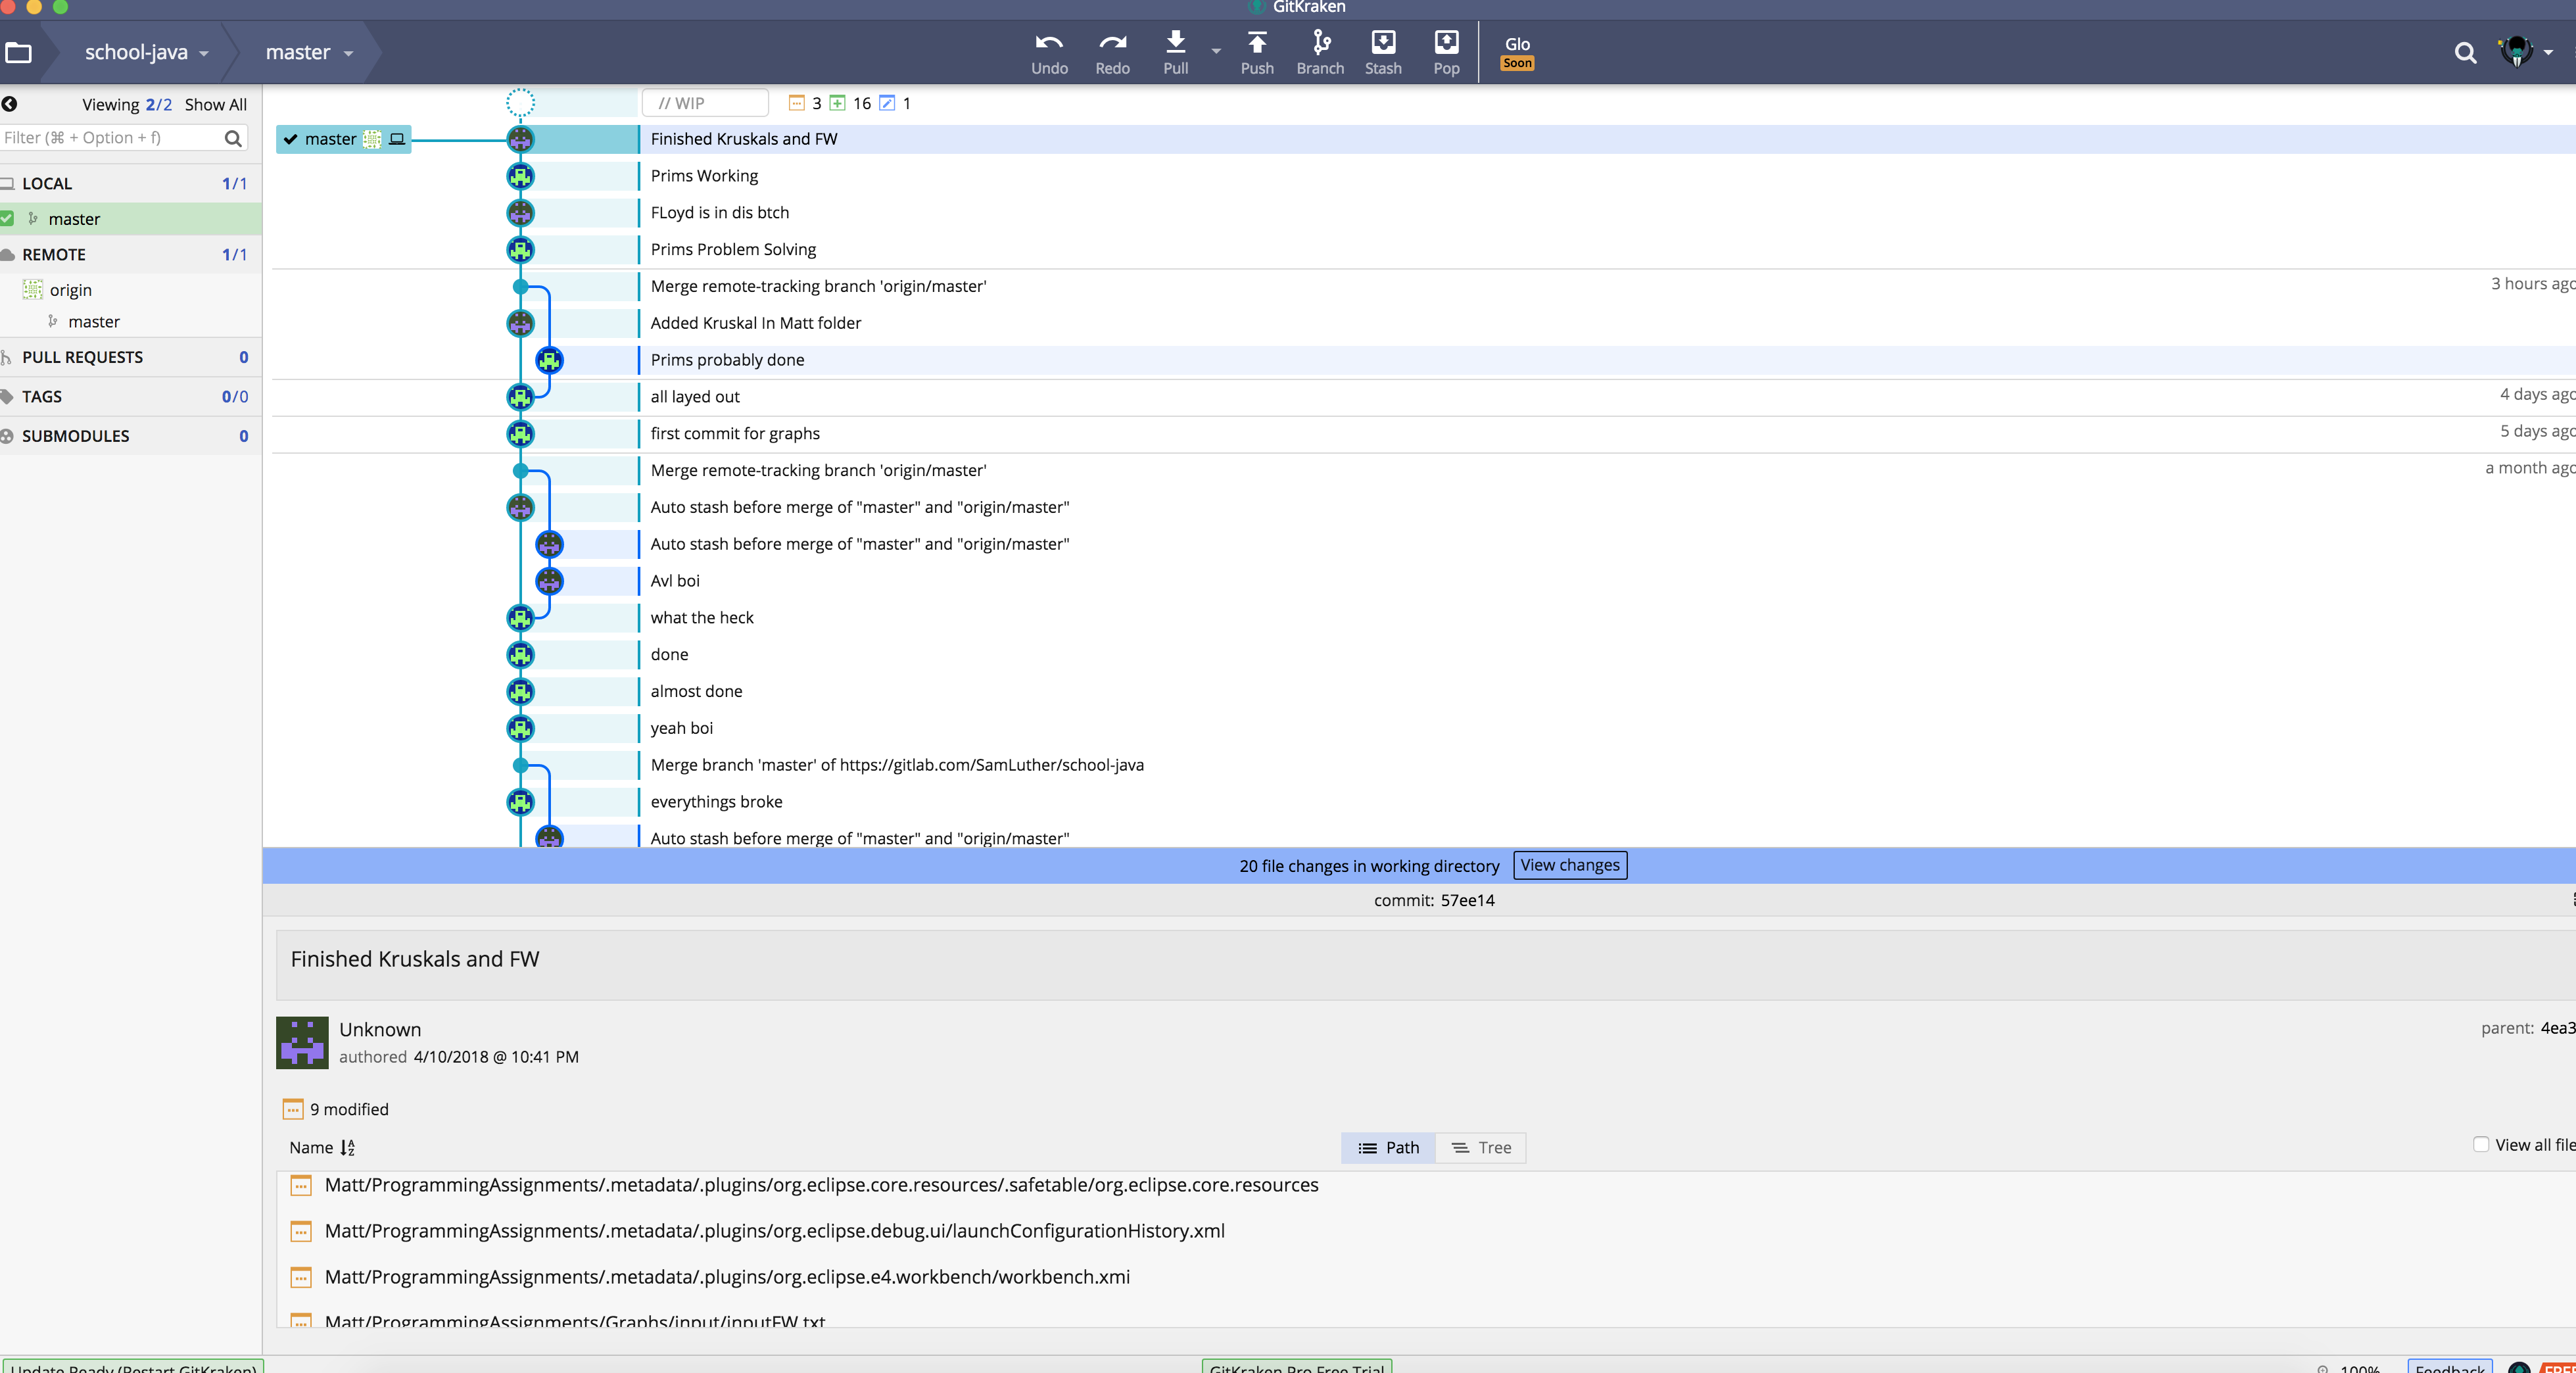 GitKraken
school-java
master
Undo
Redo
Pull
Push
Branch
Stash
Pop
Glo
Soon
Viewing 2/2 Show All
Filter (⌘ + Option + f)
LOCAL 1/1
master
REMOTE 1/1
origin
master
PULL REQUESTS 0
TAGS 0/0
SUBMODULES 0
// WIP 3 16 1
master Finished Kruskals and FW
Prims Working
FLoyd is in dis btch
Prims Problem Solving
Merge remote-tracking branch 'origin/master' 3 hours ago
Added Kruskal In Matt folder
Prims probably done
all layed out 4 days ago
first commit for graphs 5 days ago
Merge remote-tracking branch 'origin/master' a month ago
Auto stash before merge of "master" and "origin/master"
Auto stash before merge of "master" and "origin/master"
Avl boi
what the heck
done
almost done
yeah boi
Merge branch 'master' of https://gitlab.com/SamLuther/school-java
everythings broke
Auto stash before merge of "master" and "origin/master"
20 file changes in working directory View changes
commit: 57ee14
Finished Kruskals and FW
Unknown
authored 4/10/2018 @ 10:41 PM
parent: 4ea3
9 modified
Name
Path
Tree
View all file
Matt/ProgrammingAssignments/.metadata/.plugins/org.eclipse.core.resources/.safetable/org.eclipse.core.resources
Matt/ProgrammingAssignments/.metadata/.plugins/org.eclipse.debug.ui/launchConfigurationHistory.xml
Matt/ProgrammingAssignments/.metadata/.plugins/org.eclipse.e4.workbench/workbench.xmi
Matt/ProgrammingAssignments/Graphs/input/inputFW.txt
Update Ready (Restart GitKraken)
GitKraken Pro Free Trial
100%
Feedback
FREE